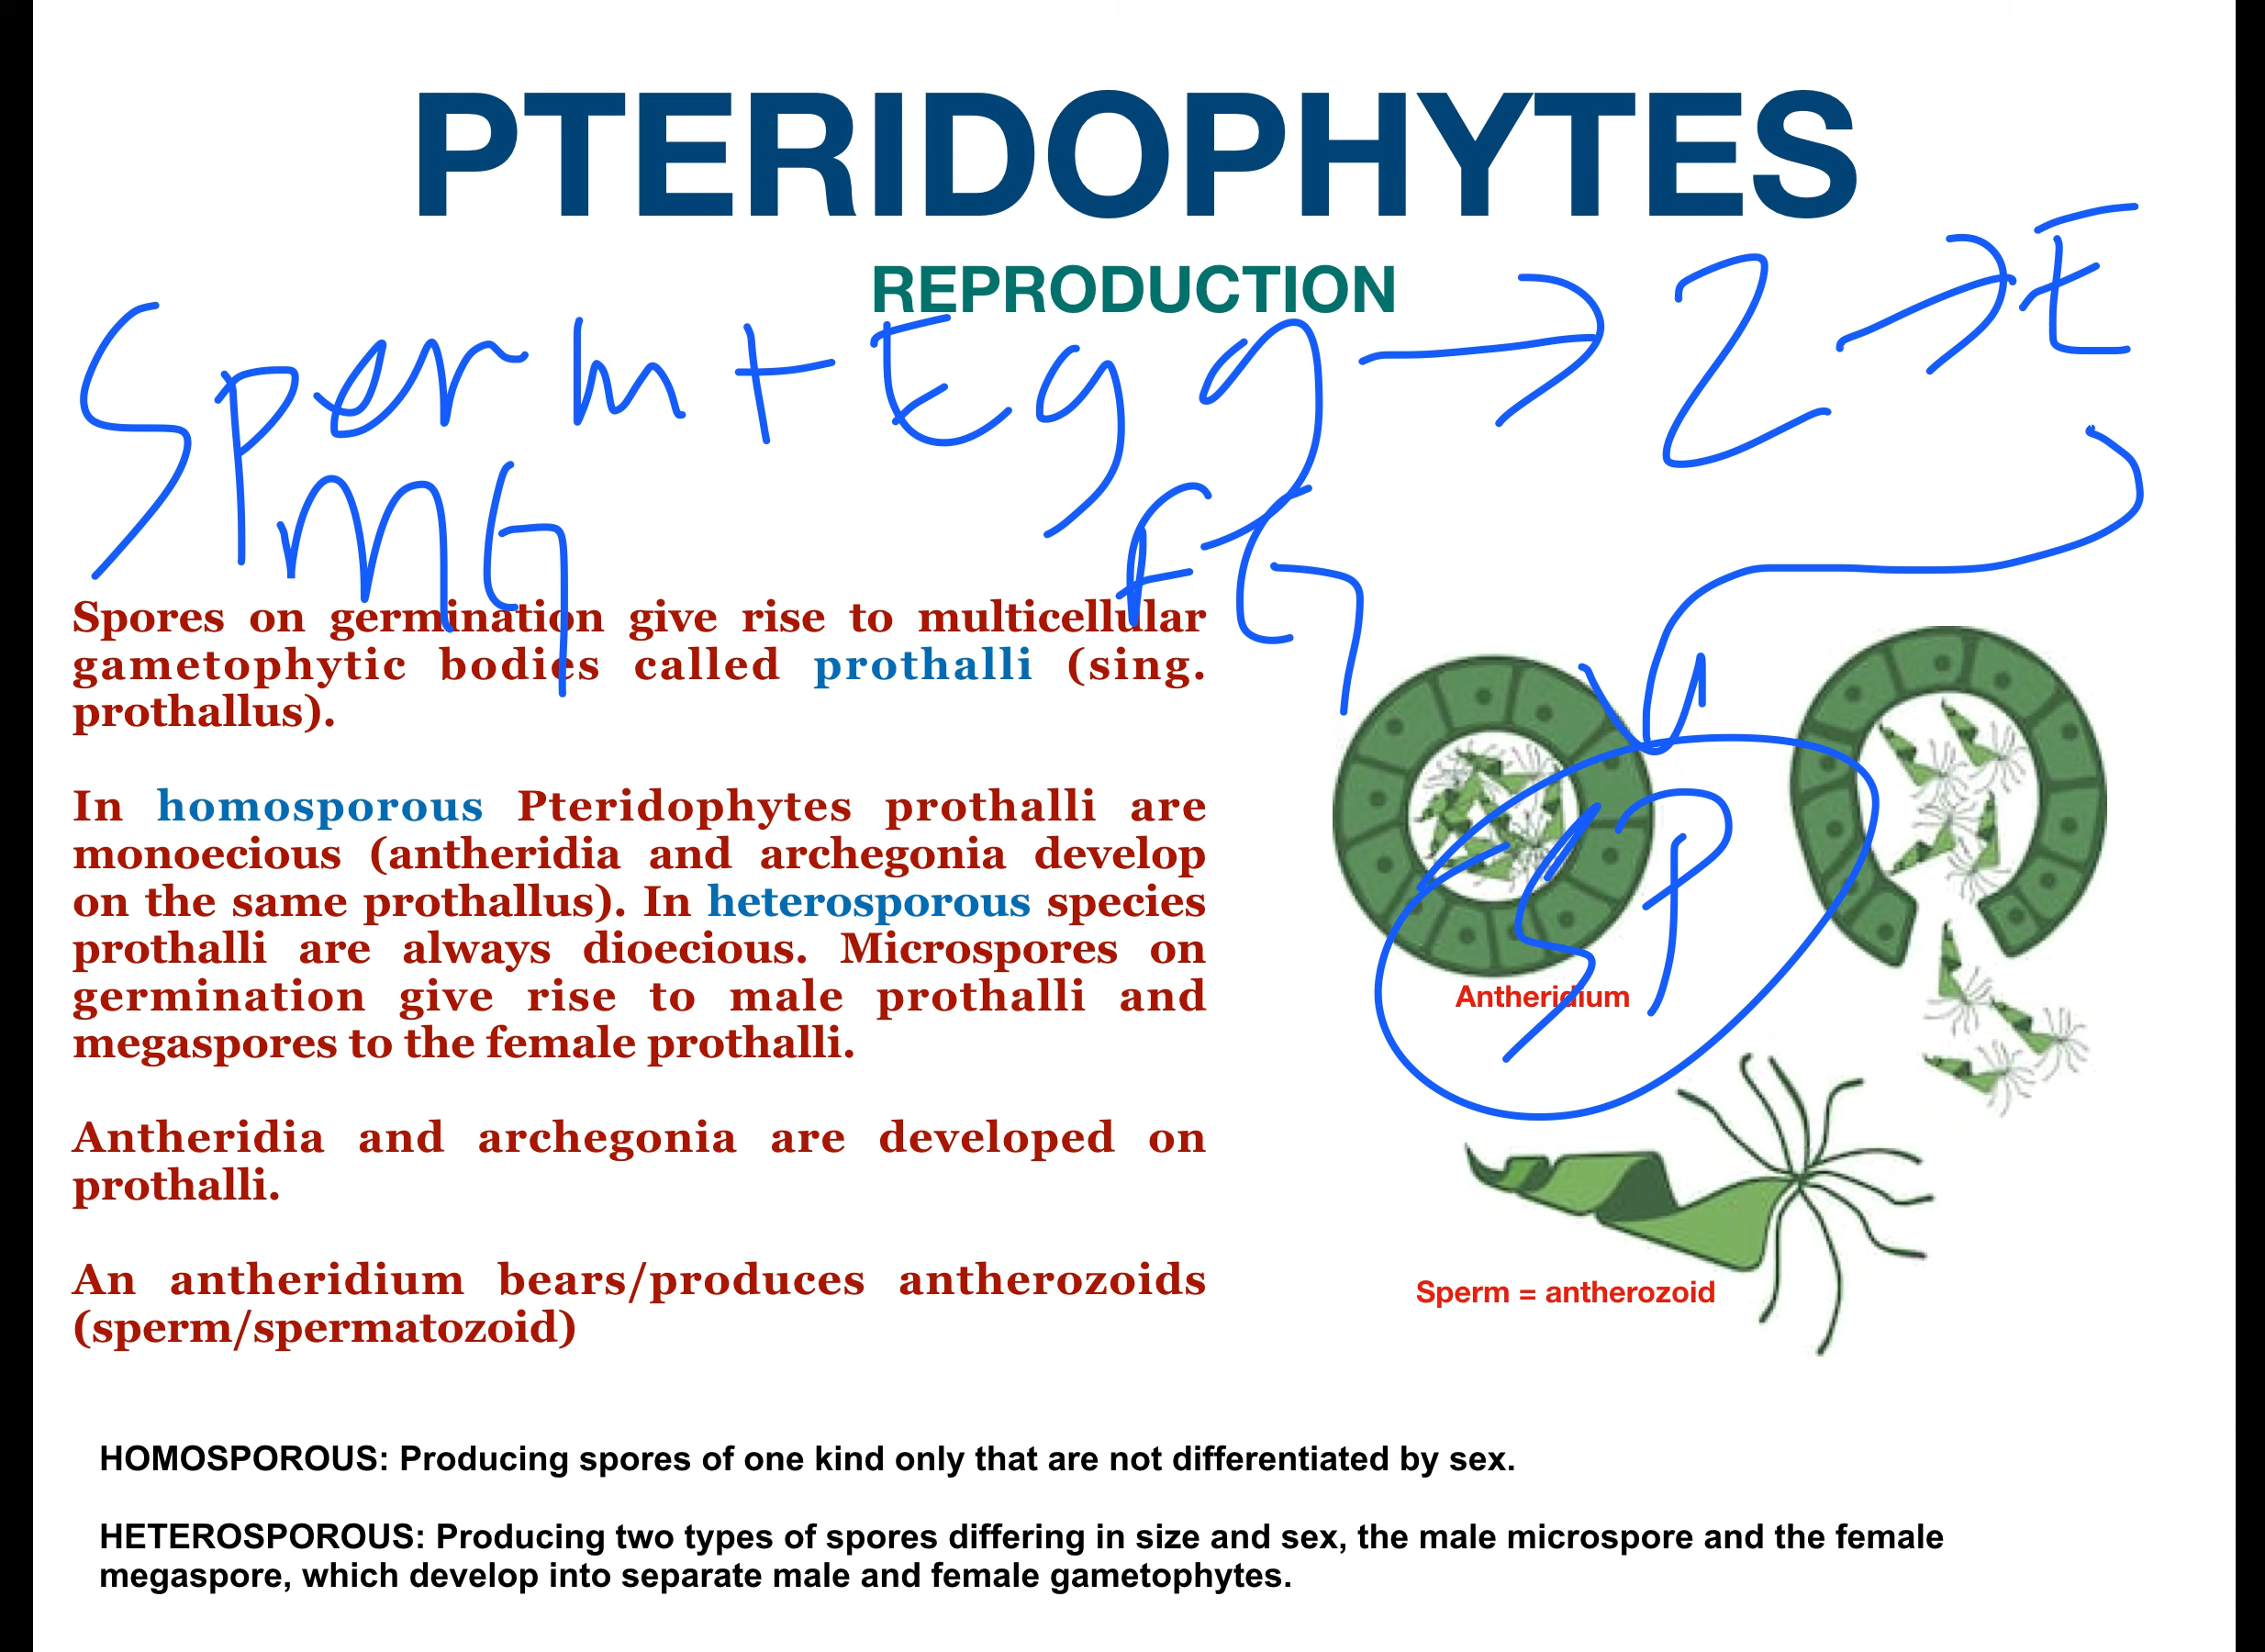 PTERIDOPHYTES
REPRODUCTION
Sperm + Egg → Z → E
MG FG
Spores on germination give rise to multicellular
gametophytic bodies called prothalli (sing.
prothallus).
In homosporous Pteridophytes prothalli are
monoecious (antheridia and archegonia develop
on the same prothallus). In heterosporous species
prothalli are always dioecious. Microspores on
germination give rise to male prothalli and
megaspores to the female prothalli.
Antheridia and archegonia are developed on
prothalli.
An antheridium bears/produces antherozoids
(sperm/spermatozoid)
SP
Antheridium
Sperm = antherozoid
HOMOSPOROUS: Producing spores of one kind only that are not differentiated by sex.
HETEROSPOROUS: Producing two types of spores differing in size and sex, the male microspore and the female
megaspore, which develop into separate male and female gametophytes.